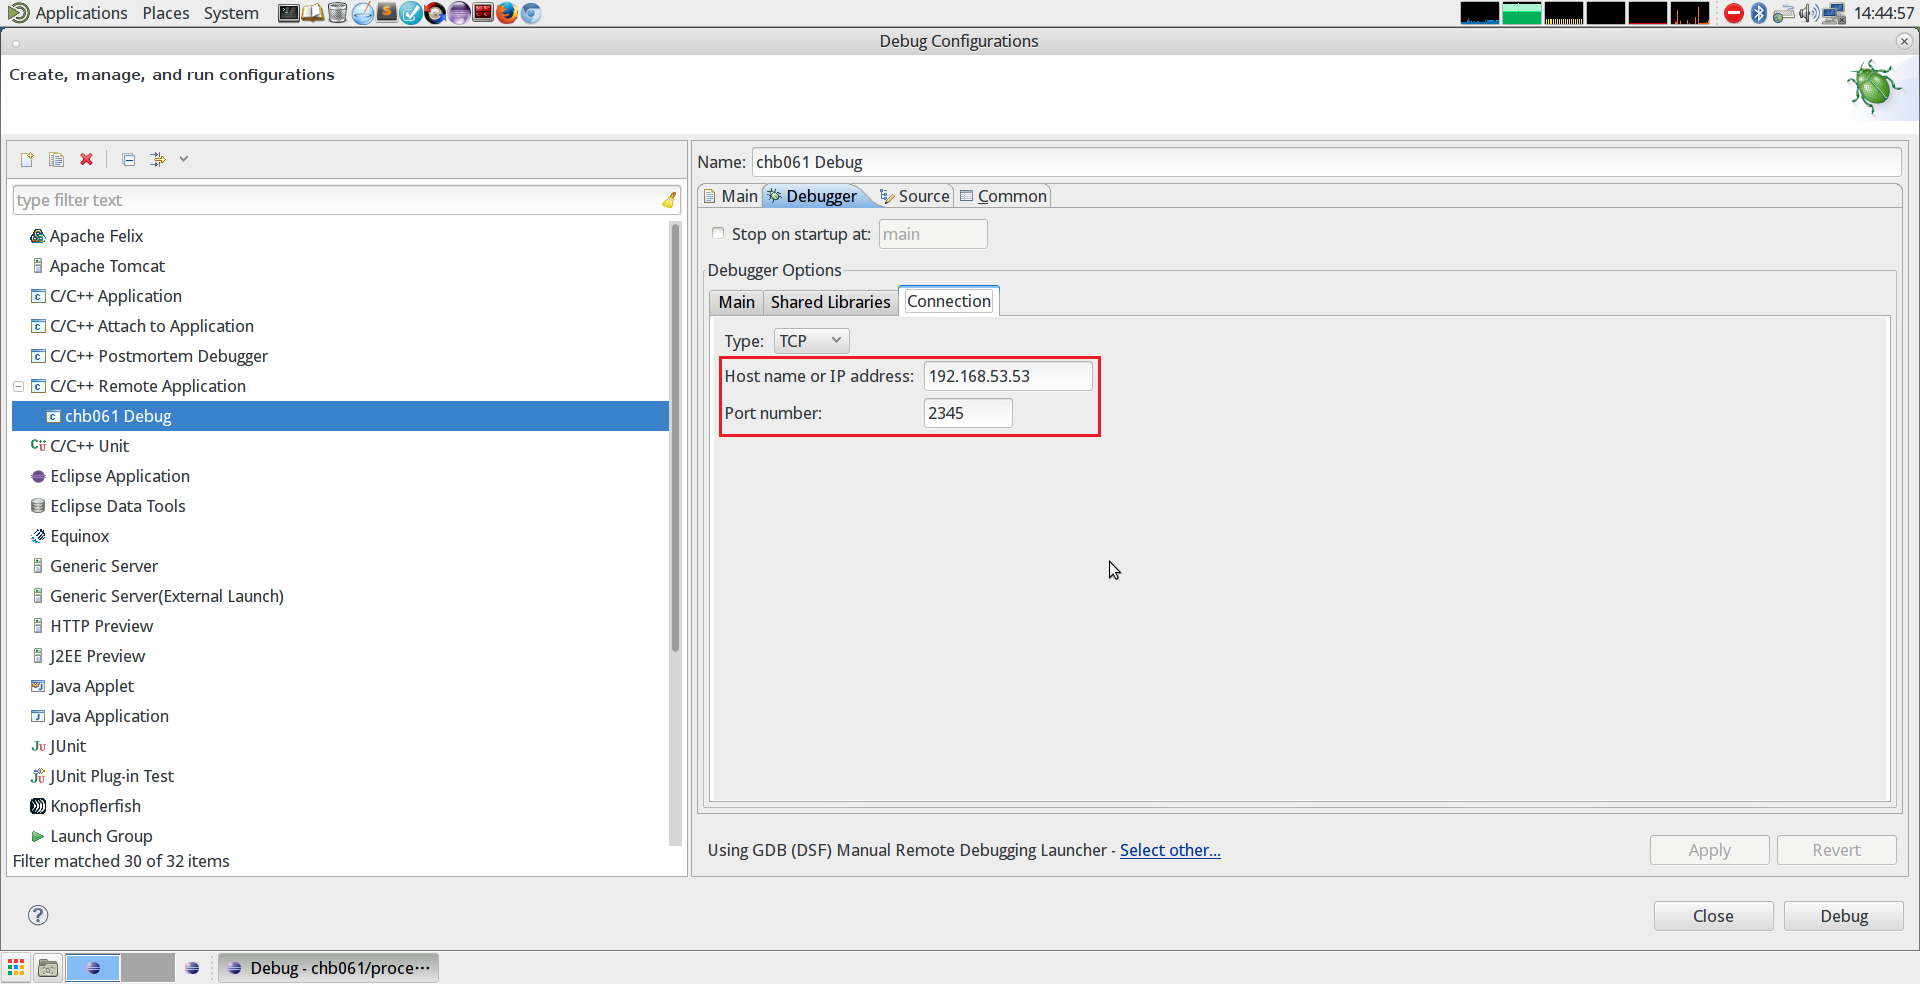 Applications Places System 14:44:57
Debug Configurations
Create, manage, and run configurations
type filter text
Apache Felix
Apache Tomcat
C/C++ Application
C/C++ Attach to Application
C/C++ Postmortem Debugger
C/C++ Remote Application
chb061 Debug
C/C++ Unit
Eclipse Application
Eclipse Data Tools
Equinox
Generic Server
Generic Server(External Launch)
HTTP Preview
J2EE Preview
Java Applet
Java Application
JUnit
JUnit Plug-in Test
Knopflerfish
Launch Group
Filter matched 30 of 32 items
Name: chb061 Debug
Main Debugger Source Common
Stop on startup at: main
Debugger Options
Main Shared Libraries Connection
Type: TCP
Host name or IP address: 192.168.53.53
Port number: 2345
Using GDB (DSF) Manual Remote Debugging Launcher - Select other...
Apply Revert
Close Debug
Debug - chb061/proce···